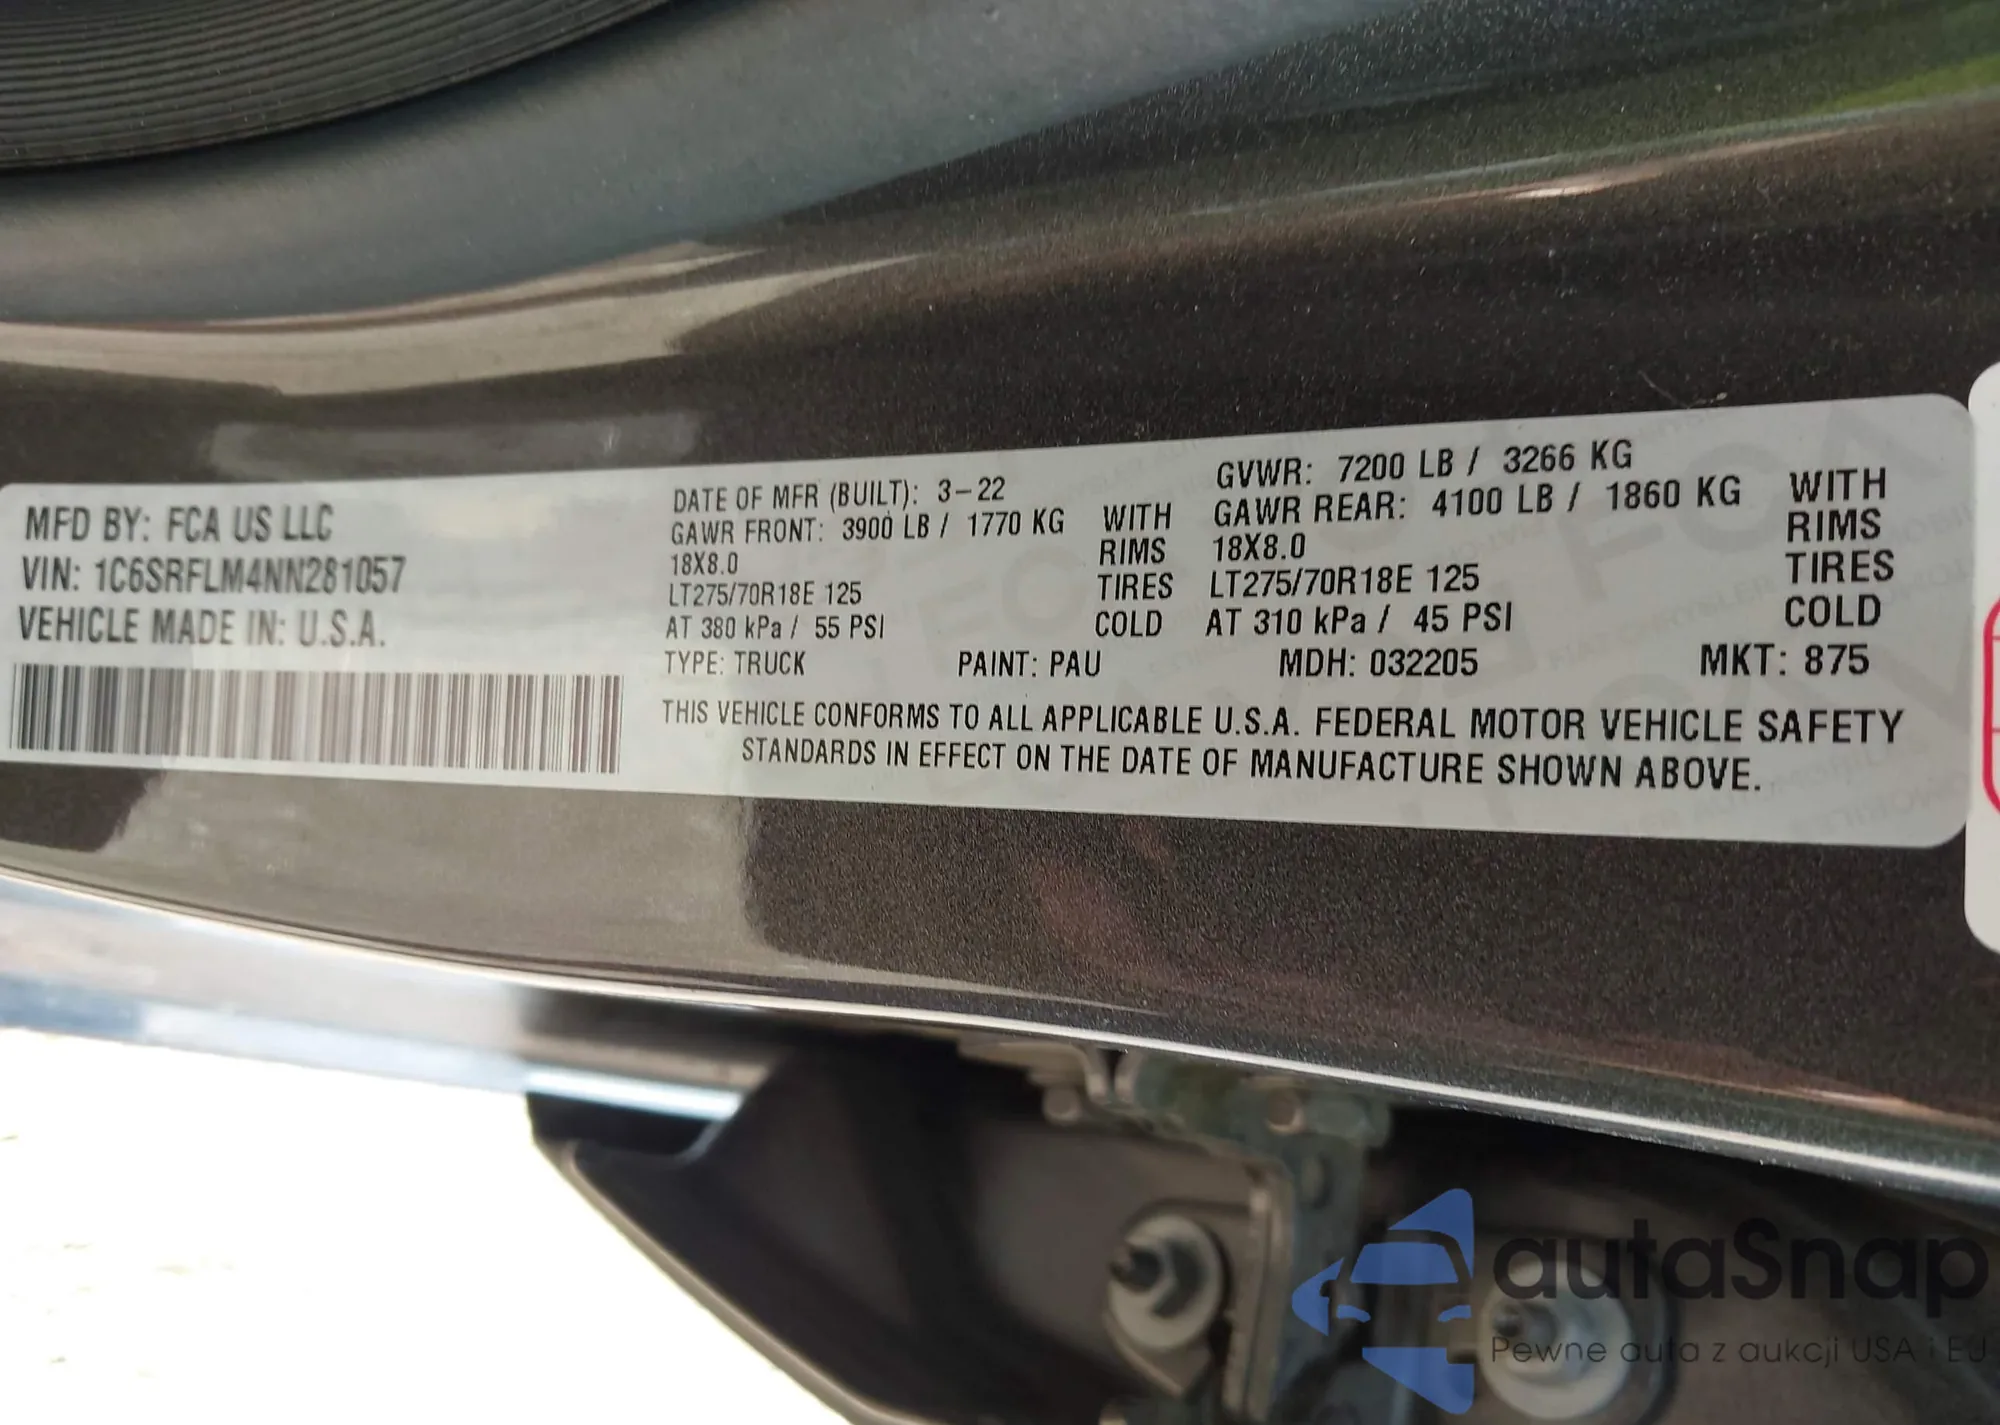 MFD BY: FCA US LLC
VIN: 1C6SRFLM4NN281057
VEHICLE MADE IN: U.S.A.
DATE OF MFR (BUILT): 3-22
GVWR: 7200 LB / 3266 KG
GAWR FRONT: 3900 LB / 1770 KG WITH
18X8.0 RIMS
LT275/70R18E 125 TIRES
AT 380 kPa / 55 PSI COLD
GAWR REAR: 4100 LB / 1860 KG WITH
18X8.0 RIMS
LT275/70R18E 125 TIRES
AT 310 kPa / 45 PSI COLD
TYPE: TRUCK PAINT: PAU MDH: 032205 MKT: 875
THIS VEHICLE CONFORMS TO ALL APPLICABLE U.S.A. FEDERAL MOTOR VEHICLE SAFETY
STANDARDS IN EFFECT ON THE DATE OF MANUFACTURE SHOWN ABOVE.
autaSnap
Pewne auta z aukcji USA i EU